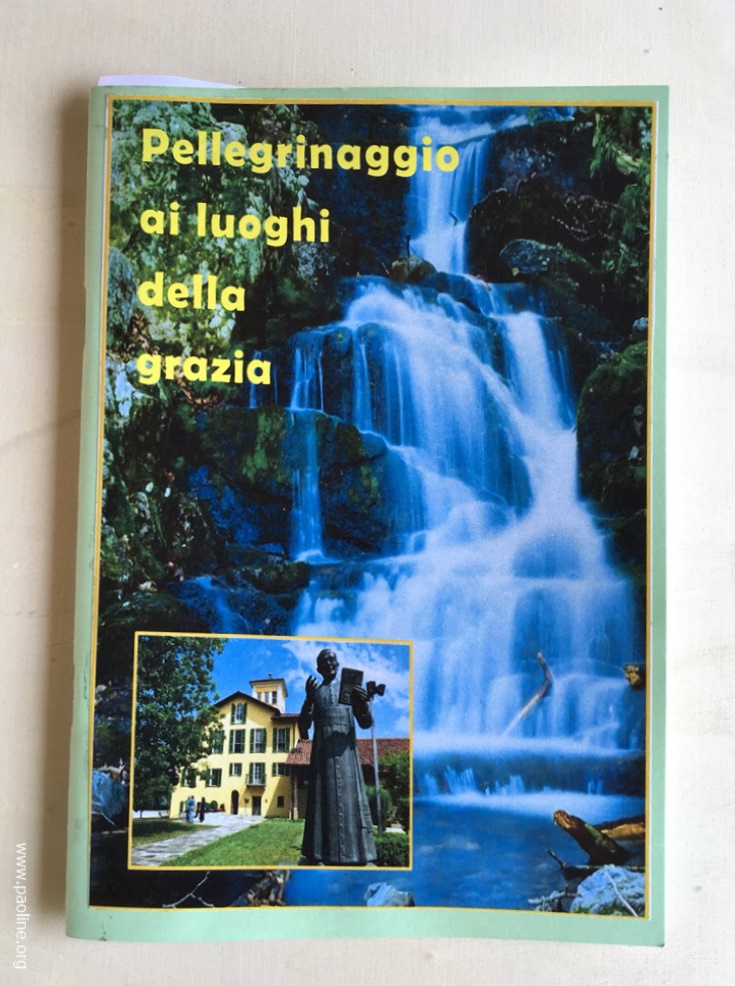 Pellegrinaggio
ai luoghi
della
grazia
www.paoline.org